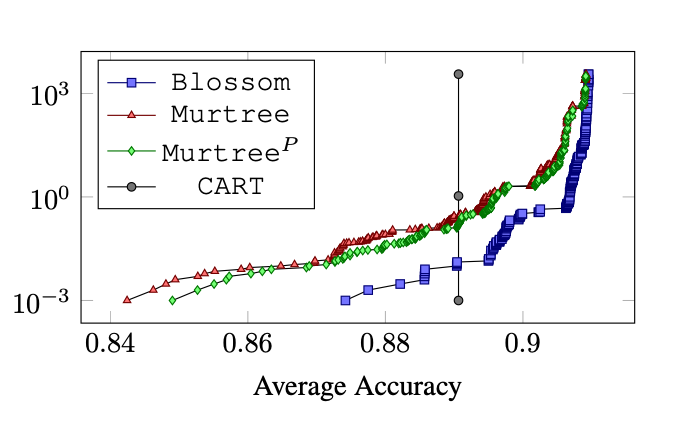 Blossom
Murtree
Murtree^P
CART
10^3
10^0
10^−3
0.84 0.86 0.88 0.9
Average Accuracy